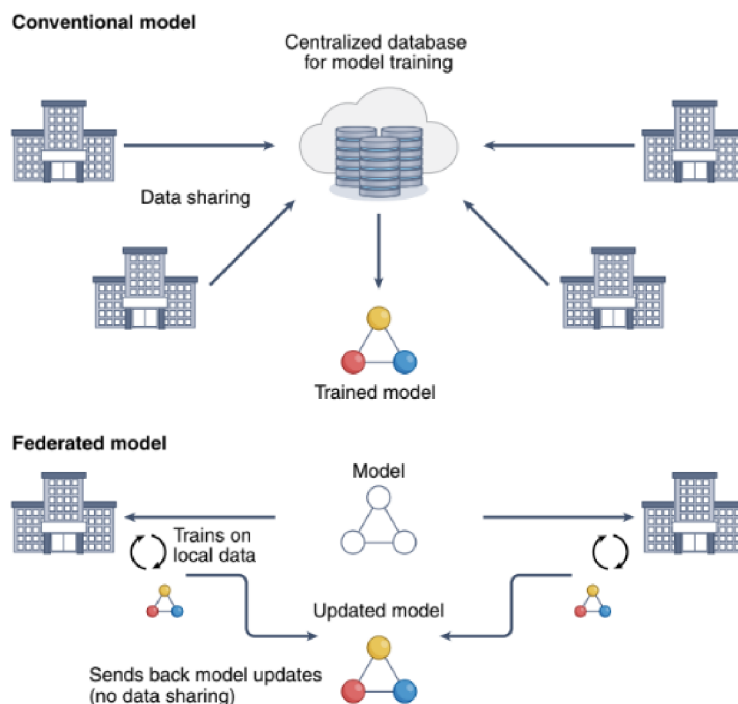 Conventional model
Centralized database
for model training
Data sharing
Trained model
Federated model
Model
Trains on
local data
Updated model
Sends back model updates
(no data sharing)